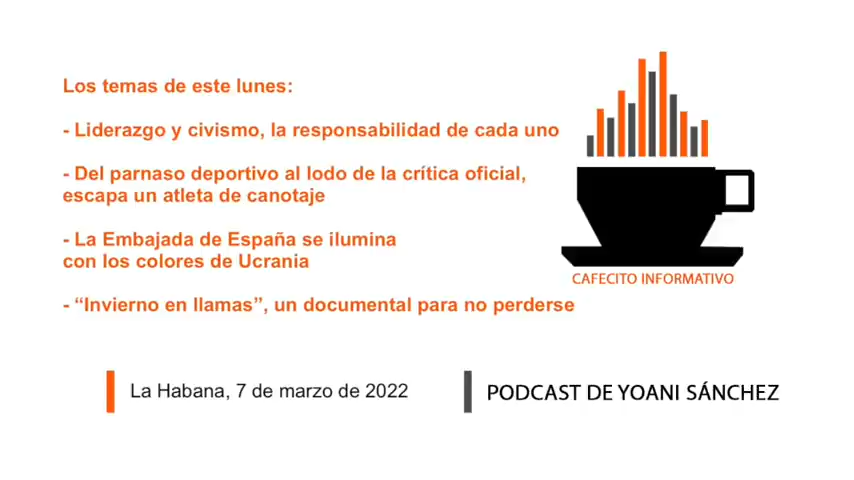 Los temas de este lunes:
- Liderazgo y civismo, la responsabilidad de cada uno
- Del parnaso deportivo al lodo de la crítica oficial,
escapa un atleta de canotaje
- La Embajada de España se ilumina
con los colores de Ucrania
- “Invierno en llamas”, un documental para no perderse
CAFECITO INFORMATIVO
La Habana, 7 de marzo de 2022
PODCAST DE YOANI SÁNCHEZ